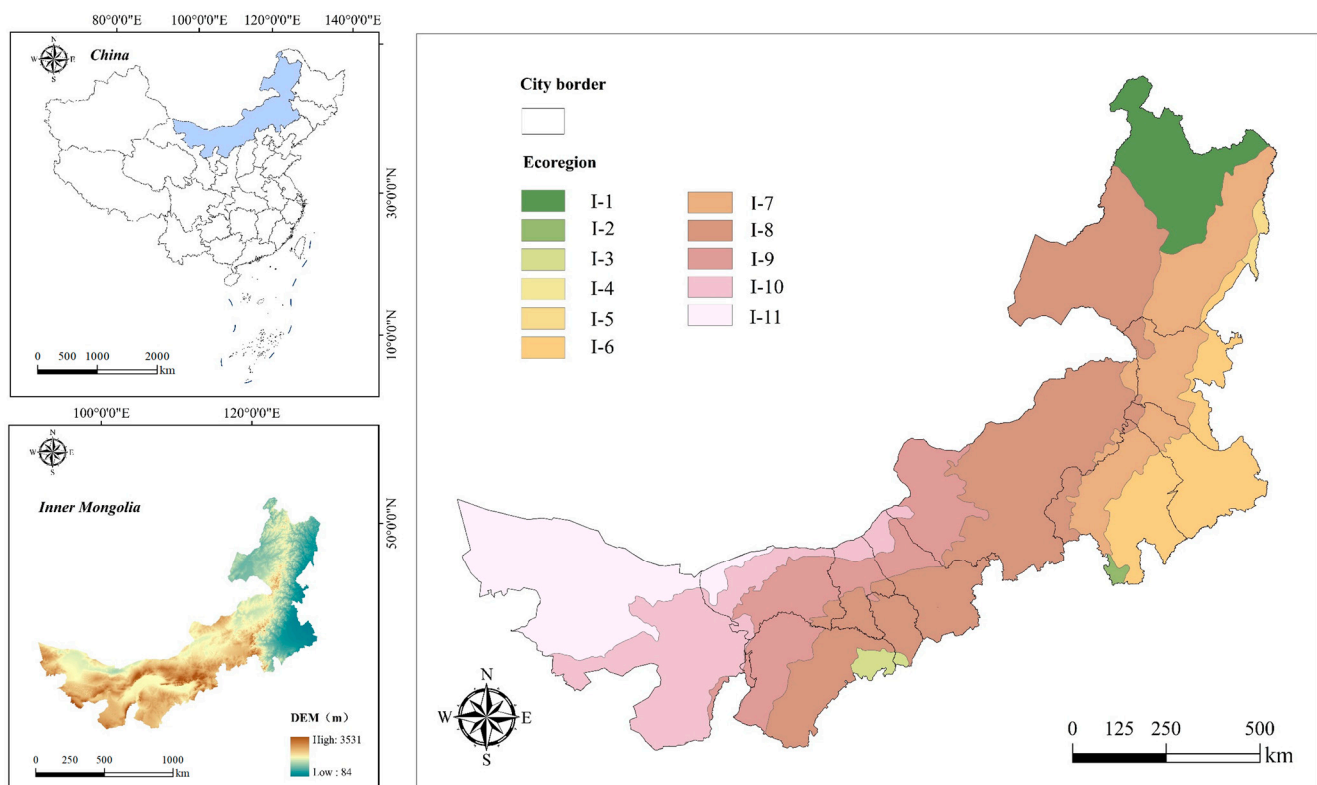 80°0'0"E 100°0'0"E 120°0'0"E 140°0'0"E
N
W E
S
China
30°0'0"N
10°0'0"N
0 500 1000 2000
km
100°0'0"E 120°0'0"E
N
W E
S
Inner Mongolia
50°0'0"N
DEM（m）
High: 3531
Low : 84
0 250 500 1000
km
City border
Ecoregion
I-1
I-2
I-3
I-4
I-5
I-6
I-7
I-8
I-9
I-10
I-11
N
W E
S
0 125 250 500
km